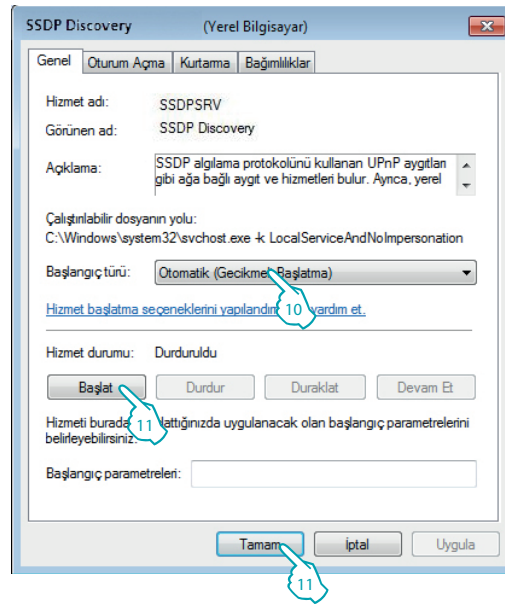 SSDP Discovery (Yerel Bilgisayar)
Genel Oturum Açma Kurtarma Bağımlılıklar
Hizmet adı: SSDPSRV
Görünen ad: SSDP Discovery
Açıklama: SSDP algılama protokolünü kullanan UPnP aygıtları
gibi ağa bağlı aygıt ve hizmetleri bulur. Ayrıca, yerel
Çalıştırılabilir dosyanın yolu:
C:\Windows\system32\svchost.exe -k LocalServiceAndNoImpersonation
Başlangıç türü: Otomatik (Gecikmeli Başlatma)
10
Hizmet başlatma seçeneklerini yardım et.
Hizmet durumu: Durduruldu
Başlat Durdur Duraklat Devam Et
11
Hizmeti burada uygulanacak olan başlangıç parametrelerini
belirleyebilirsiniz.
Başlangıç parametreleri:
Tamam İptal Uygula
11